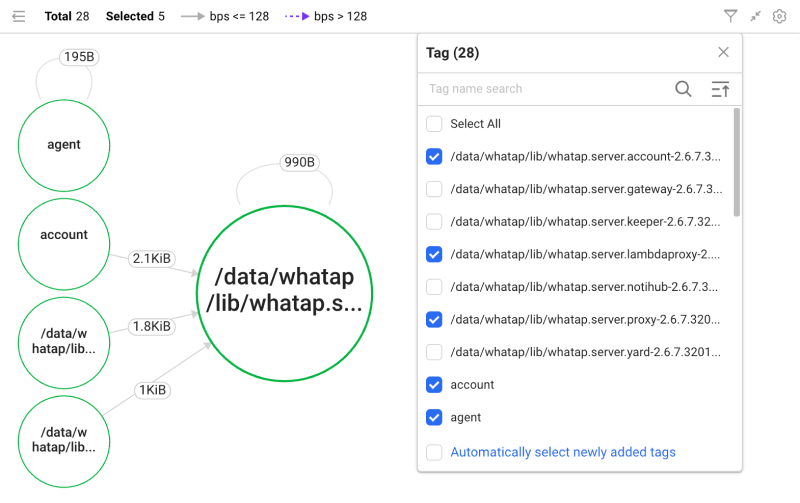 Total 28 Selected 5 bps <= 128 bps > 128
Tag (28)
Tag name search
Select All
/data/whatap/lib/whatap.server.account-2.6.7.3...
/data/whatap/lib/whatap.server.gateway-2.6.7.3...
/data/whatap/lib/whatap.server.keeper-2.6.7.32...
/data/whatap/lib/whatap.server.lambdaproxy-2....
/data/whatap/lib/whatap.server.notihub-2.6.7.3...
/data/whatap/lib/whatap.server.proxy-2.6.7.320...
/data/whatap/lib/whatap.server.yard-2.6.7.3201...
account
agent
Automatically select newly added tags
195B
agent
account
2.1KiB
/data/w
hatap/lib...
1.8KiB
/data/w
hatap/lib...
1KiB
990B
/data/whatap
/lib/whatap.s...